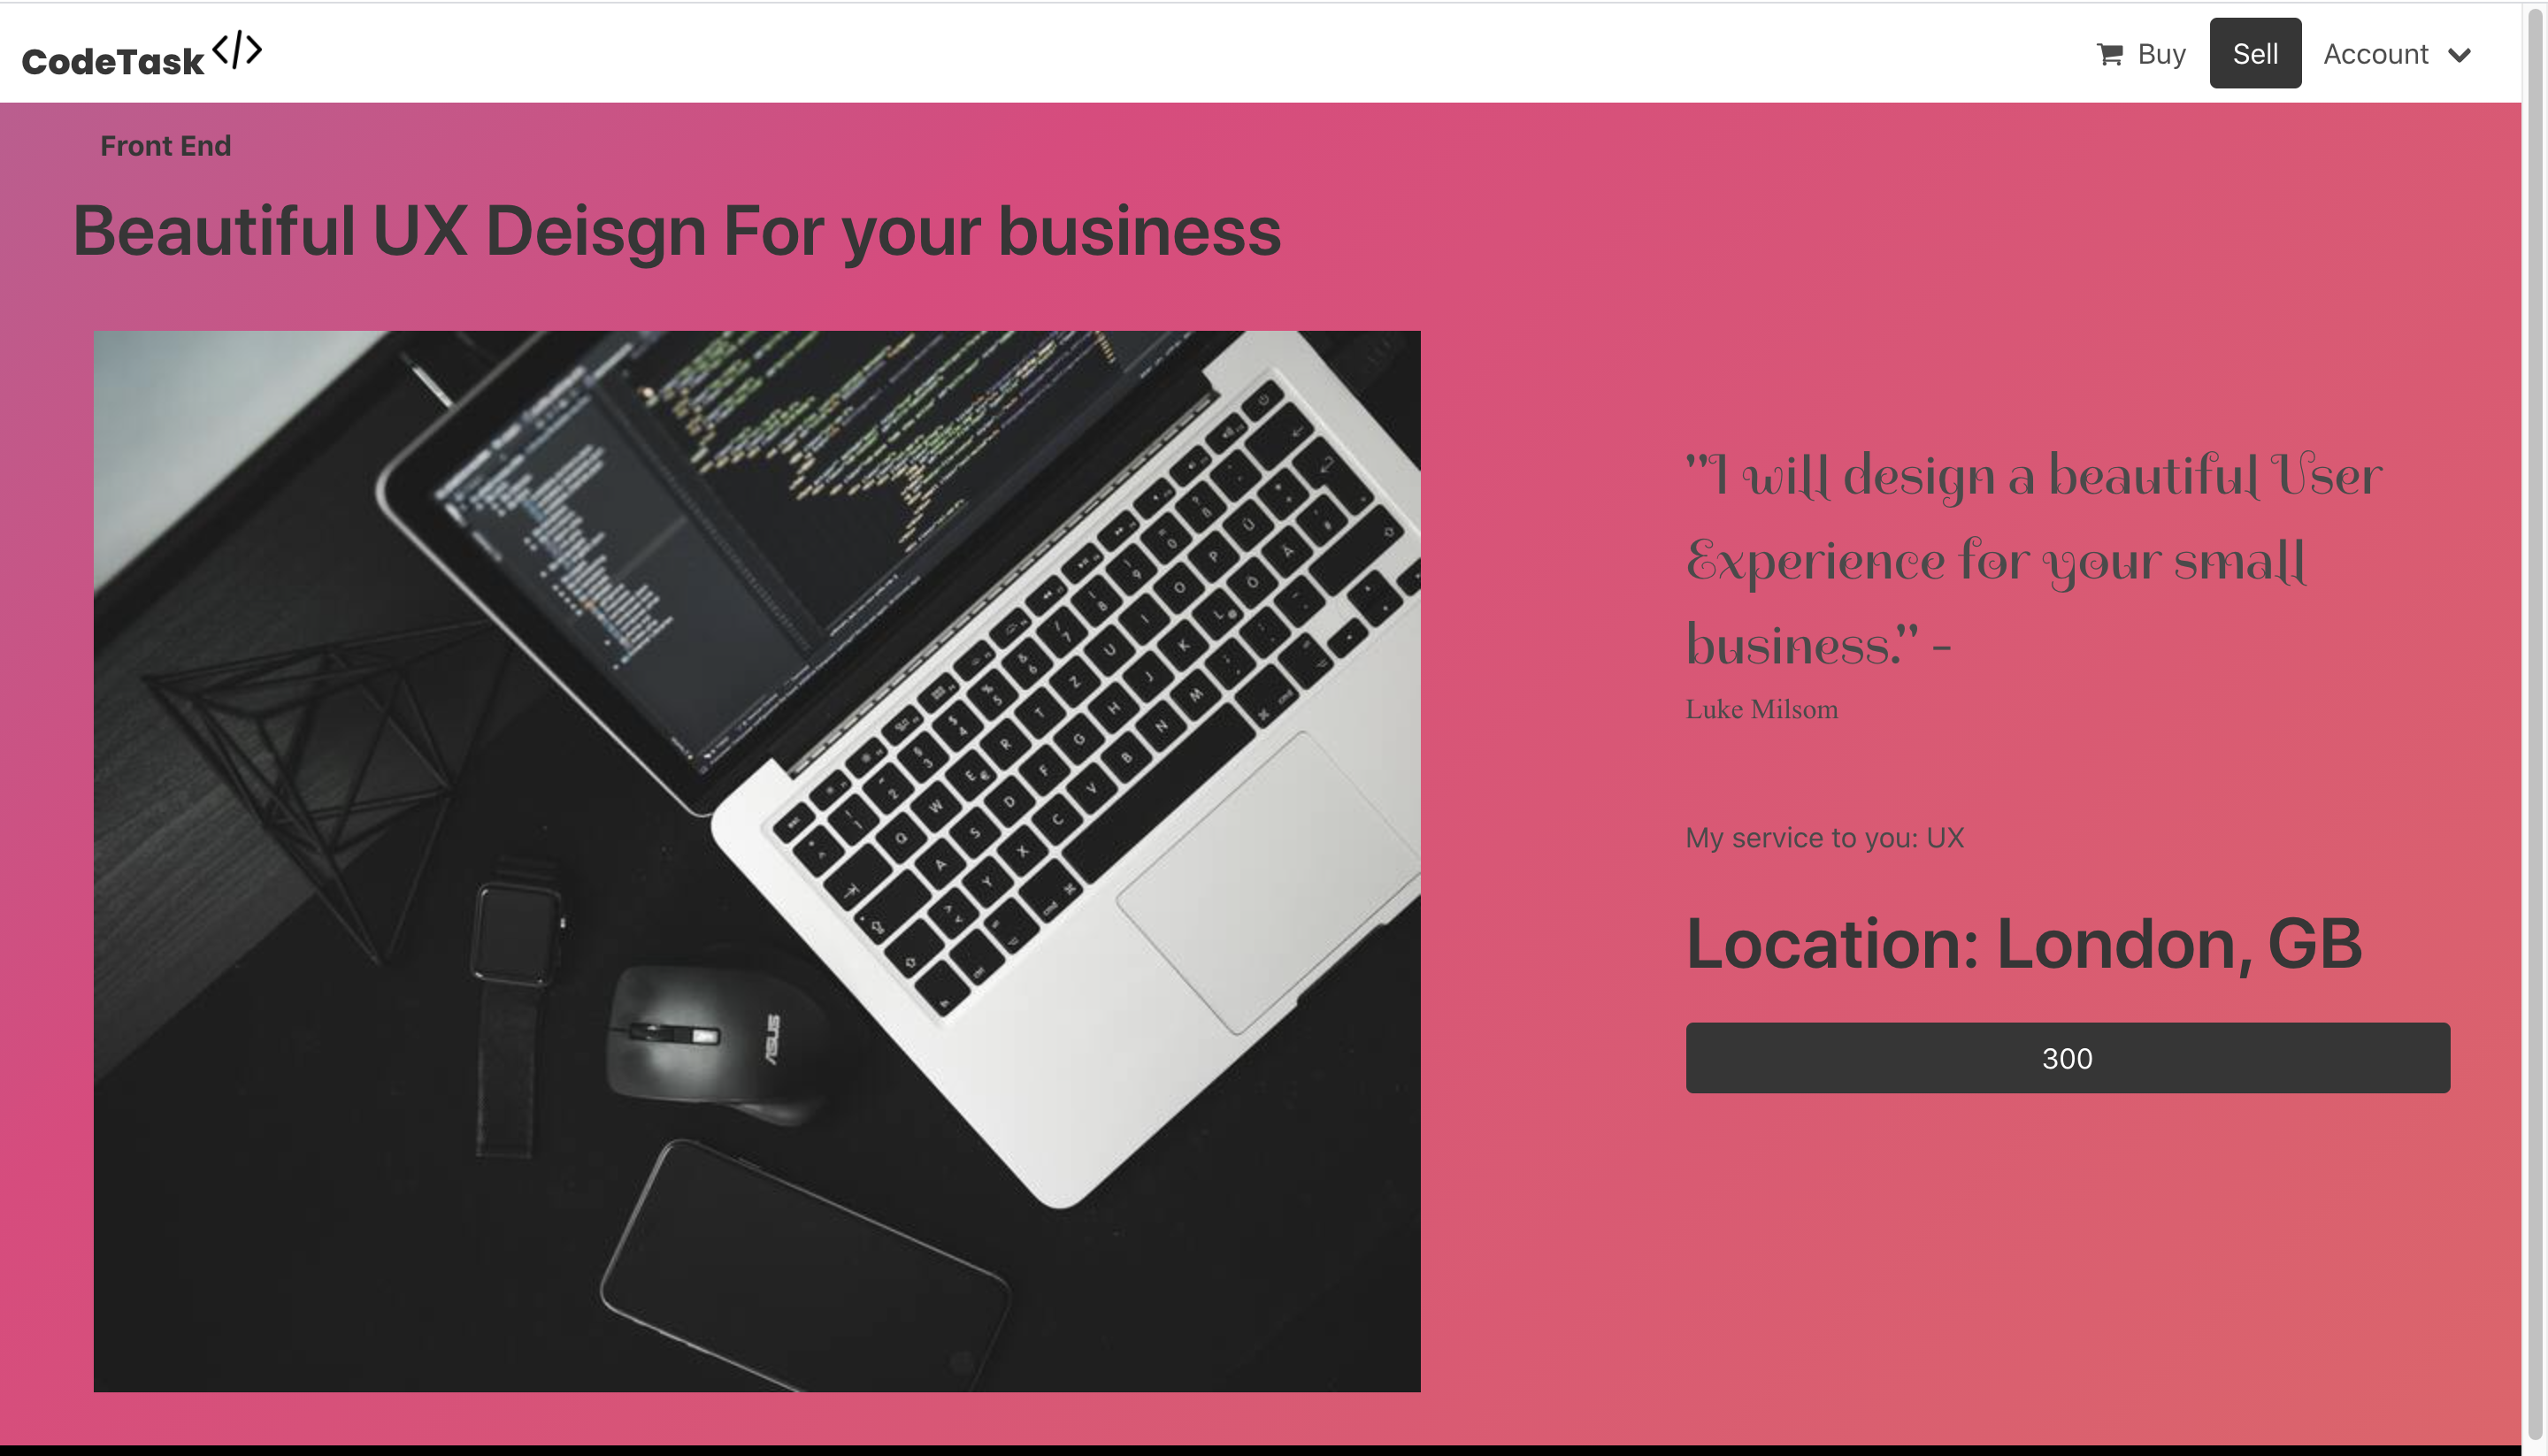 CodeTask </>
Buy Sell Account
Front End
Beautiful UX Deisgn For your business
"I will design a beautiful User
Experience for your small
business." -
Luke Milsom
My service to you: UX
Location: London, GB
300
ASUS